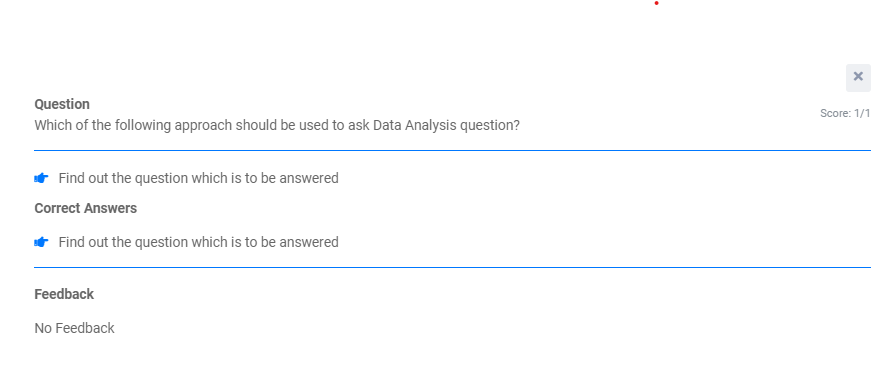 Question
Which of the following approach should be used to ask Data Analysis question?
Score: 1/1
Find out the question which is to be answered
Correct Answers
Find out the question which is to be answered
Feedback
No Feedback